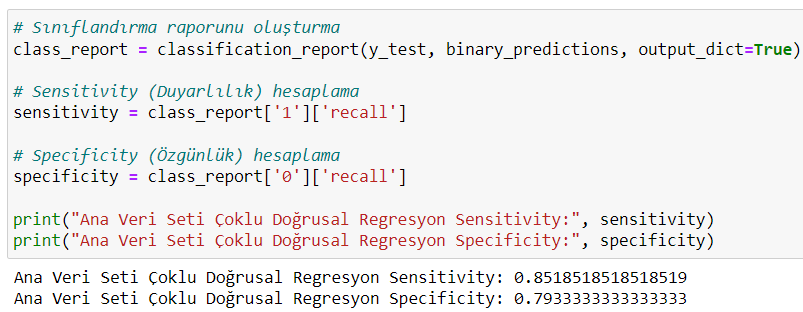 # Sınıflandırma raporunu oluşturma
class_report = classification_report(y_test, binary_predictions, output_dict=True)
# Sensitivity (Duyarlılık) hesaplama
sensitivity = class_report['1']['recall']
# Specificity (Özgünlük) hesaplama
specificity = class_report['0']['recall']
print("Ana Veri Seti Çoklu Doğrusal Regresyon Sensitivity:", sensitivity)
print("Ana Veri Seti Çoklu Doğrusal Regresyon Specificity:", specificity)
Ana Veri Seti Çoklu Doğrusal Regresyon Sensitivity: 0.8518518518518519
Ana Veri Seti Çoklu Doğrusal Regresyon Specificity: 0.7933333333333333